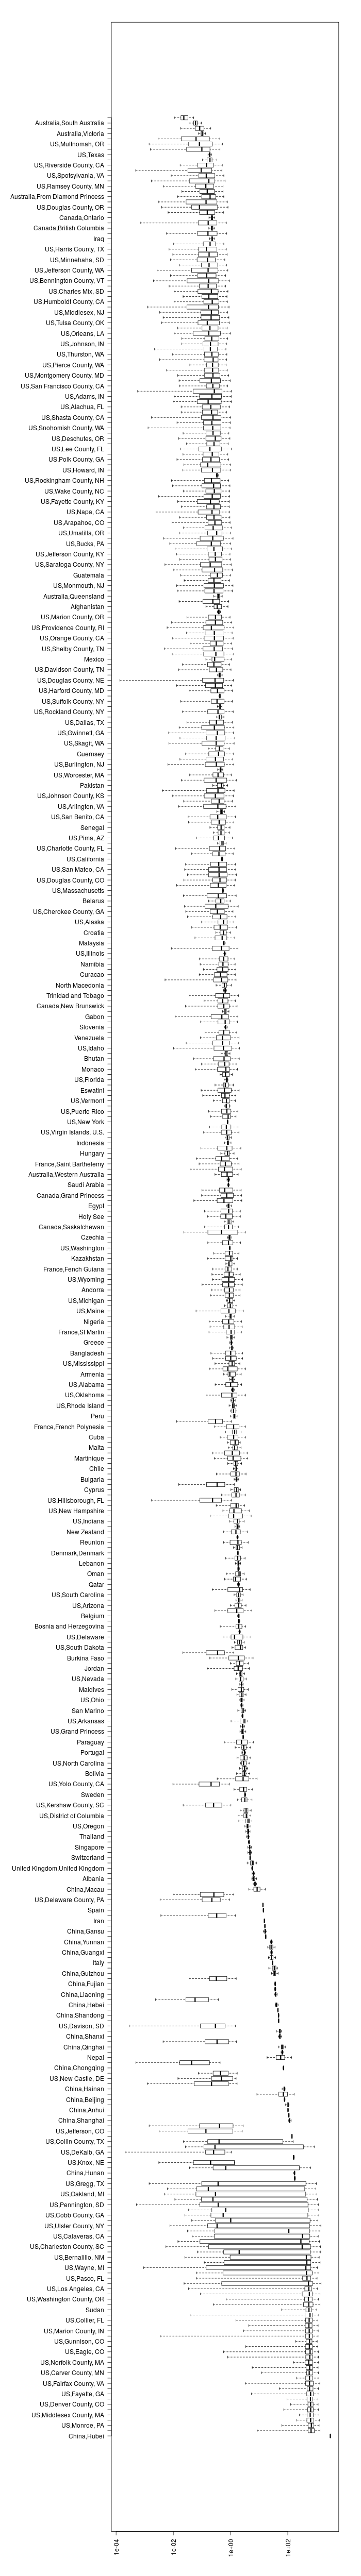 Australia,South Australia
Australia,Victoria
US,Multnomah, OR
US,Texas
US,Riverside County, CA
US,Spotsylvania, VA
US,Ramsey County, MN
Australia,From Diamond Princess
US,Douglas County, OR
Canada,Ontario
Canada,British Columbia
Iraq
US,Harris County, TX
US,Minnehaha, SD
US,Jefferson County, WA
US,Bennington County, VT
US,Charles Mix, SD
US,Humboldt County, CA
US,Middlesex, NJ
US,Tulsa County, OK
US,Orleans, LA
US,Johnson, IN
US,Thurston, WA
US,Pierce County, WA
US,Montgomery County, MD
US,San Francisco County, CA
US,Adams, IN
US,Alachua, FL
US,Shasta County, CA
US,Snohomish County, WA
US,Deschutes, OR
US,Lee County, FL
US,Polk County, GA
US,Howard, IN
US,Rockingham County, NH
US,Wake County, NC
US,Fayette County, KY
US,Napa, CA
US,Arapahoe, CO
US,Umatilla, OR
US,Bucks, PA
US,Jefferson County, KY
US,Saratoga County, NY
Guatemala
US,Monmouth, NJ
Australia,Queensland
Afghanistan
US,Marion County, OR
US,Providence County, RI
US,Orange County, CA
US,Shelby County, TN
Mexico
US,Davidson County, TN
US,Douglas County, NE
US,Harford County, MD
US,Suffolk County, NY
US,Rockland County, NY
US,Dallas, TX
US,Gwinnett, GA
US,Skagit, WA
Guernsey
US,Burlington, NJ
US,Worcester, MA
Pakistan
US,Johnson County, KS
US,Arlington, VA
US,San Benito, CA
Senegal
US,Pima, AZ
US,Charlotte County, FL
US,California
US,San Mateo, CA
US,Douglas County, CO
US,Massachusetts
Belarus
US,Cherokee County, GA
US,Alaska
Croatia
Malaysia
US,Illinois
Namibia
Curacao
North Macedonia
Trinidad and Tobago
Canada,New Brunswick
Gabon
Slovenia
Venezuela
US,Idaho
Bhutan
Monaco
US,Florida
Eswatini
US,Vermont
US,Puerto Rico
US,New York
US,Virgin Islands, U.S.
Indonesia
Hungary
France,Saint Barthelemy
Australia,Western Australia
Saudi Arabia
Canada,Grand Princess
Egypt
Holy See
Canada,Saskatchewan
Czechia
US,Washington
Kazakhstan
France,Fench Guiana
US,Wyoming
Andorra
US,Michigan
US,Maine
Nigeria
France,St Martin
Greece
Bangladesh
US,Mississippi
Armenia
US,Alabama
US,Oklahoma
US,Rhode Island
Peru
France,French Polynesia
Cuba
Malta
Martinique
Chile
Bulgaria
Cyprus
US,Hillsborough, FL
US,New Hampshire
US,Indiana
New Zealand
Reunion
Denmark,Denmark
Lebanon
Oman
Qatar
US,South Carolina
US,Arizona
Belgium
Bosnia and Herzegovina
US,Delaware
US,South Dakota
Burkina Faso
Jordan
US,Nevada
Maldives
US,Ohio
San Marino
US,Arkansas
US,Grand Princess
Paraguay
Portugal
US,North Carolina
Bolivia
US,Yolo County, CA
Sweden
US,Kershaw County, SC
US,District of Columbia
US,Oregon
Thailand
Singapore
Switzerland
United Kingdom,United Kingdom
Albania
China,Macau
US,Delaware County, PA
Spain
Iran
China,Gansu
China,Yunnan
China,Guangxi
Italy
China,Guizhou
China,Fujian
China,Liaoning
China,Hebei
China,Shandong
US,Davison, SD
China,Shanxi
China,Qinghai
Nepal
China,Chongqing
US,New Castle, DE
China,Hainan
China,Beijing
China,Anhui
China,Shanghai
US,Jefferson, CO
US,Collin County, TX
US,DeKalb, GA
US,Knox, NE
China,Hunan
US,Gregg, TX
US,Oakland, MI
US,Pennington, SD
US,Cobb County, GA
US,Ulster County, NY
US,Calaveras, CA
US,Charleston County, SC
US,Bernalillo, NM
US,Wayne, MI
US,Pasco, FL
US,Los Angeles, CA
US,Washington County, OR
Sudan
US,Collier, FL
US,Marion County, IN
US,Gunnison, CO
US,Eagle, CO
US,Norfolk County, MA
US,Carver County, MN
US,Fairfax County, VA
US,Fayette, GA
US,Denver County, CO
US,Middlesex County, MA
US,Monroe, PA
China,Hubei
1e-04
1e-02
1e+00
1e+02